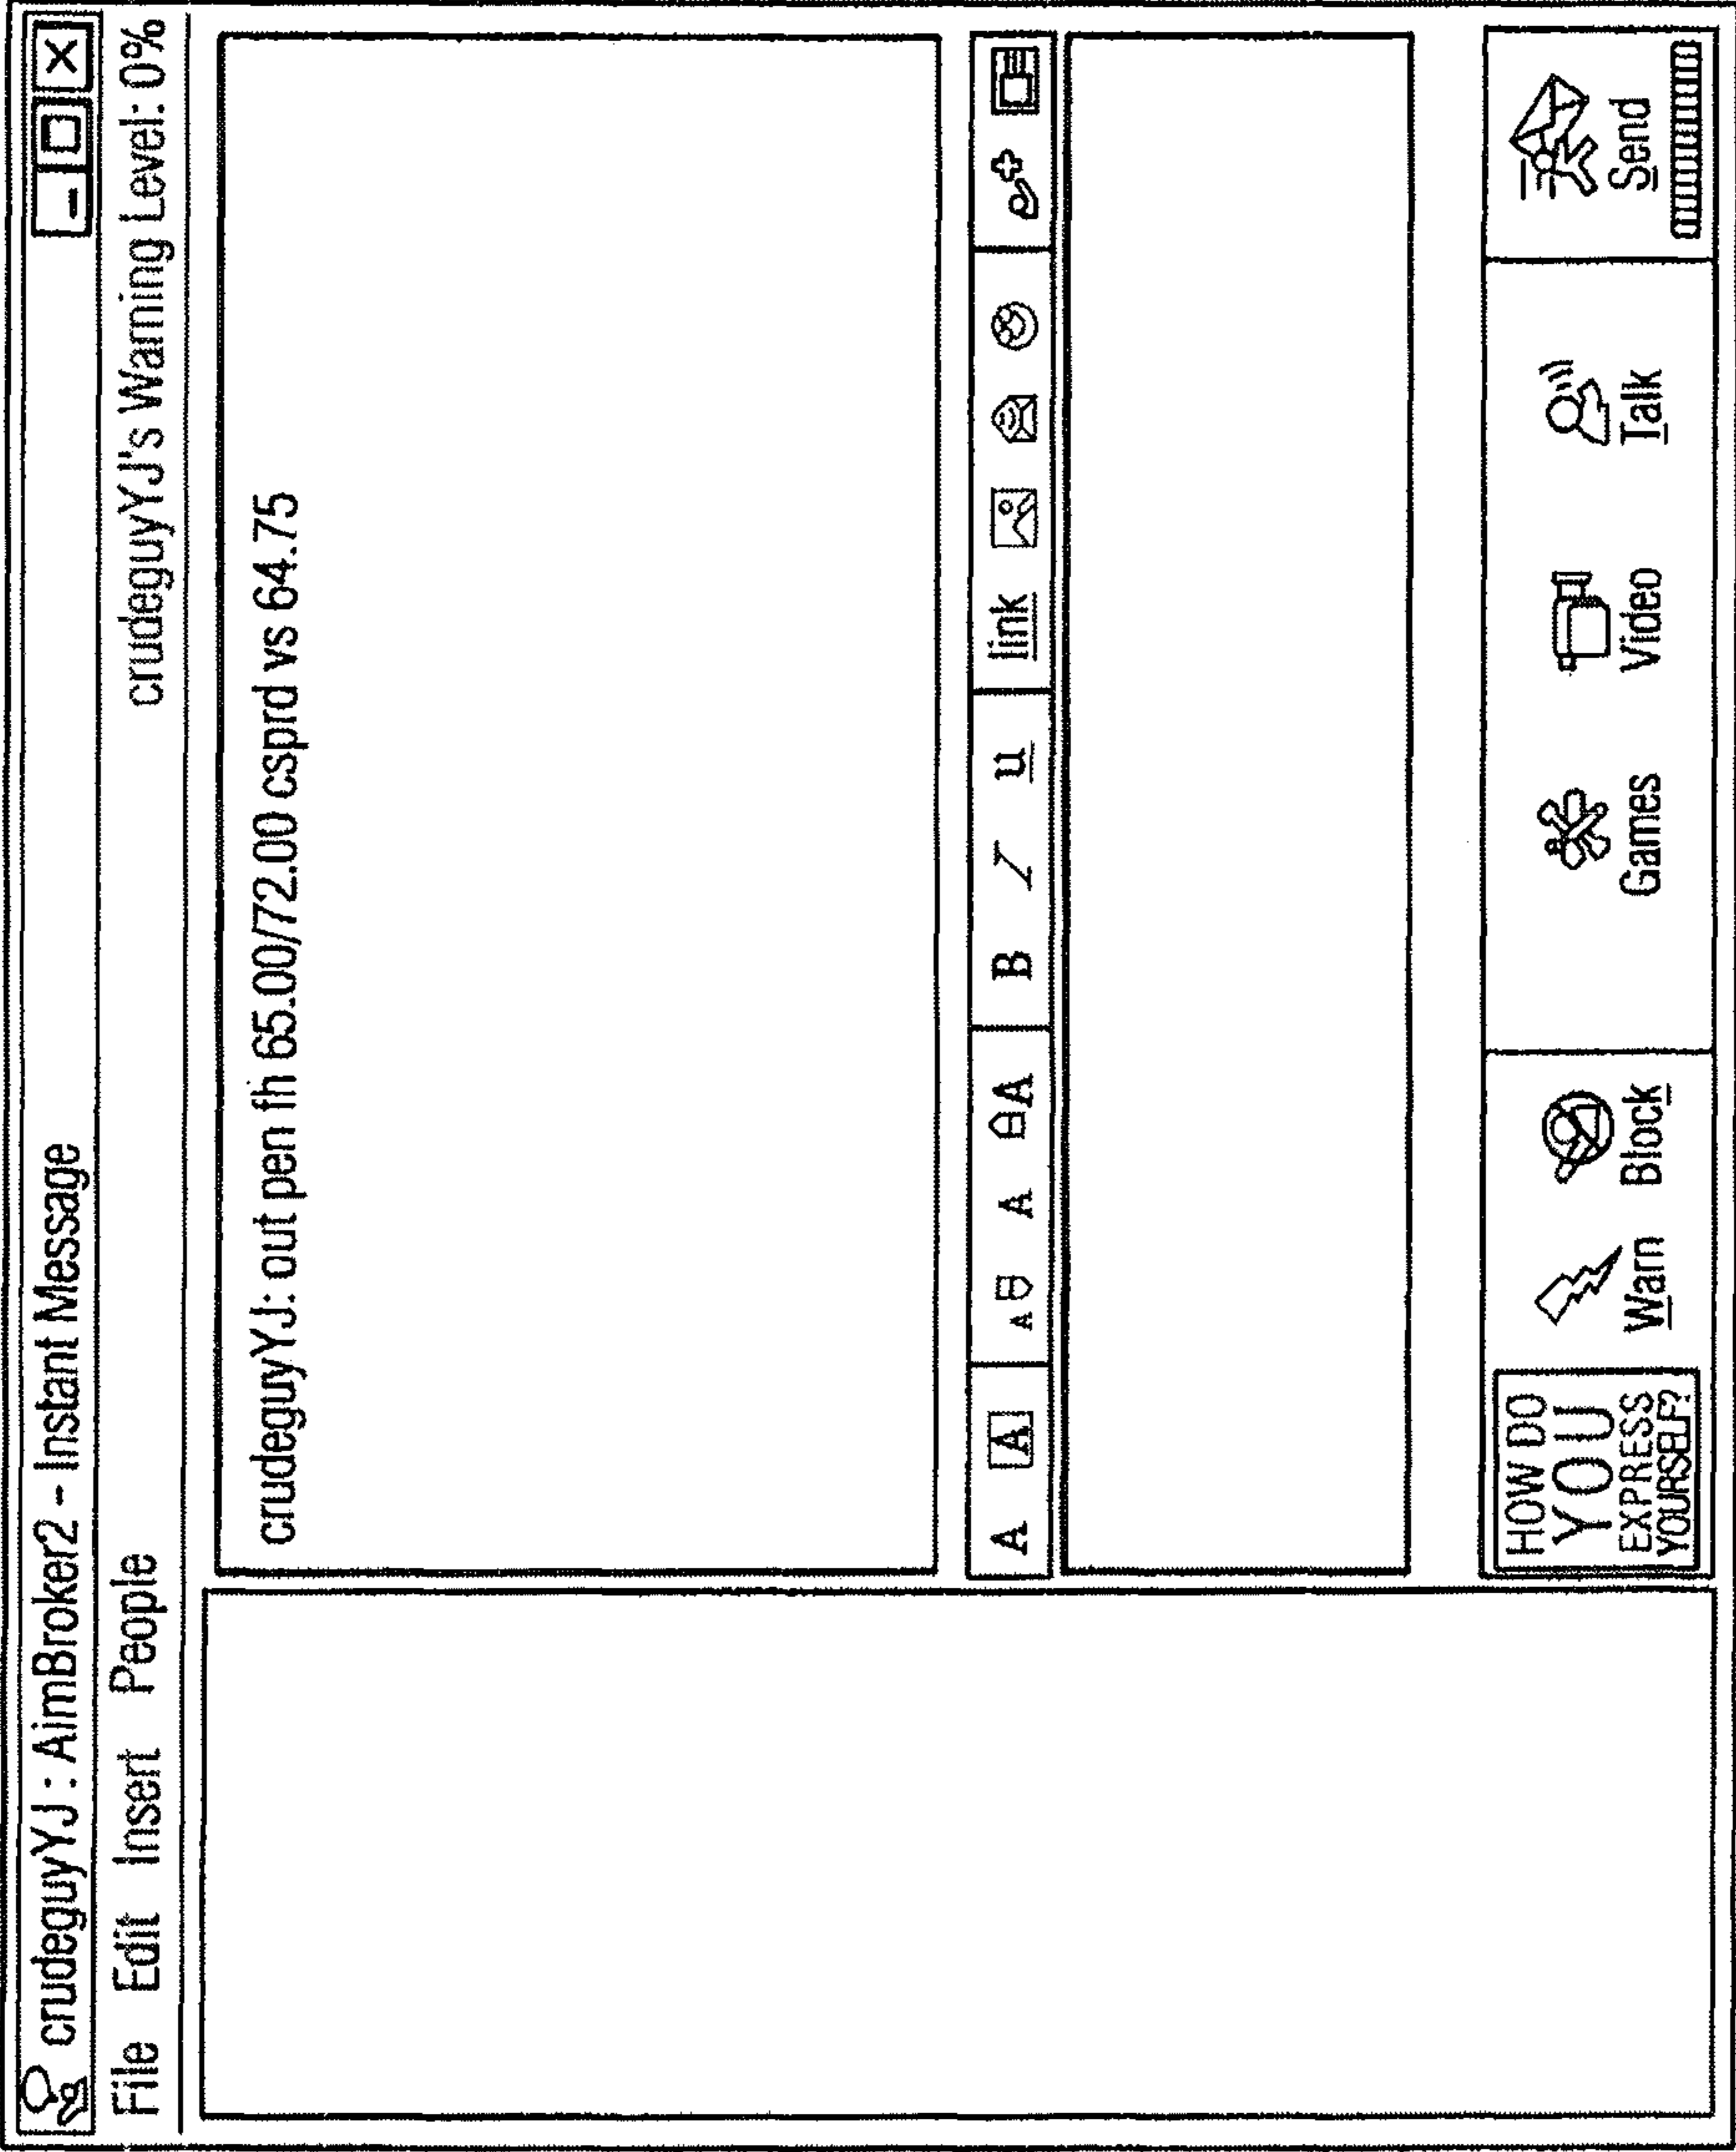 crudeguyYJ : AimBroker2 - Instant Message
File Edit Insert People
crudeguyYJ's Warning Level: 0%
crudeguyYJ: out pen fh 65.00/72.00 csprd vs 64.75
A A A A A B I u link
HOW DO
YOU
EXPRESS
YOURSELF?
Warn Block Games Video Talk Send